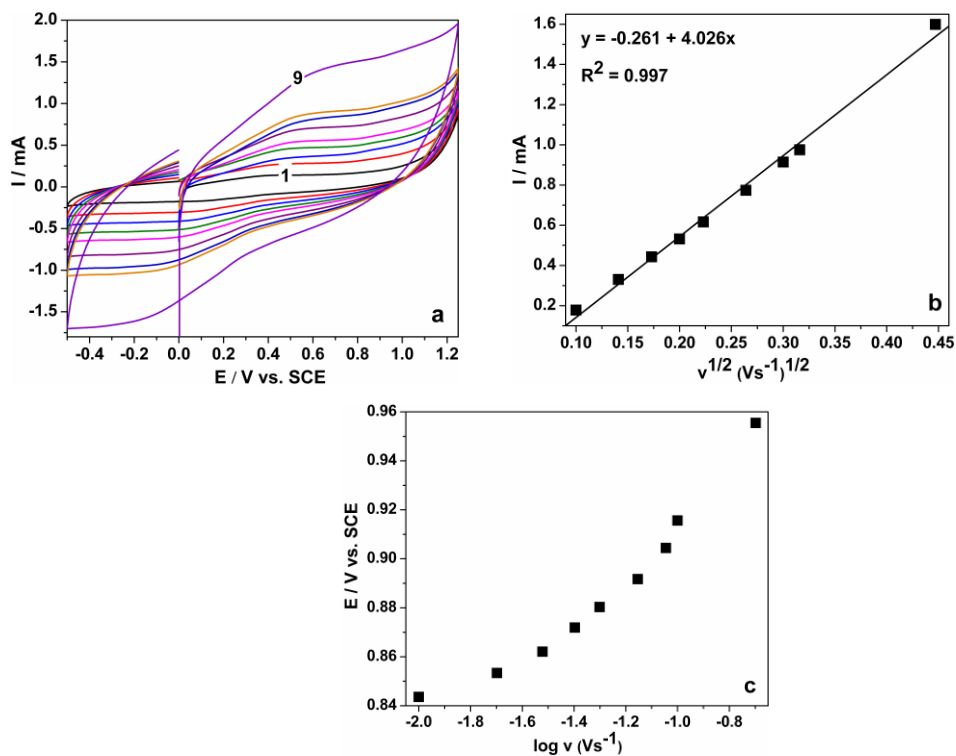 2.0
1.5
1.0
0.5
0.0
-0.5
-1.0
-1.5
I / mA
9
1
a
-0.4 -0.2 0.0 0.2 0.4 0.6 0.8 1.0 1.2
E / V vs. SCE
1.6
1.4
1.2
1.0
0.8
0.6
0.4
0.2
I / mA
y = -0.261 + 4.026x
R² = 0.997
b
0.10 0.15 0.20 0.25 0.30 0.35 0.40 0.45
v^1/2 (Vs^-1)^1/2
0.96
0.94
0.92
0.90
0.88
0.86
0.84
E / V vs. SCE
c
-2.0 -1.8 -1.6 -1.4 -1.2 -1.0 -0.8
log v (Vs^-1)